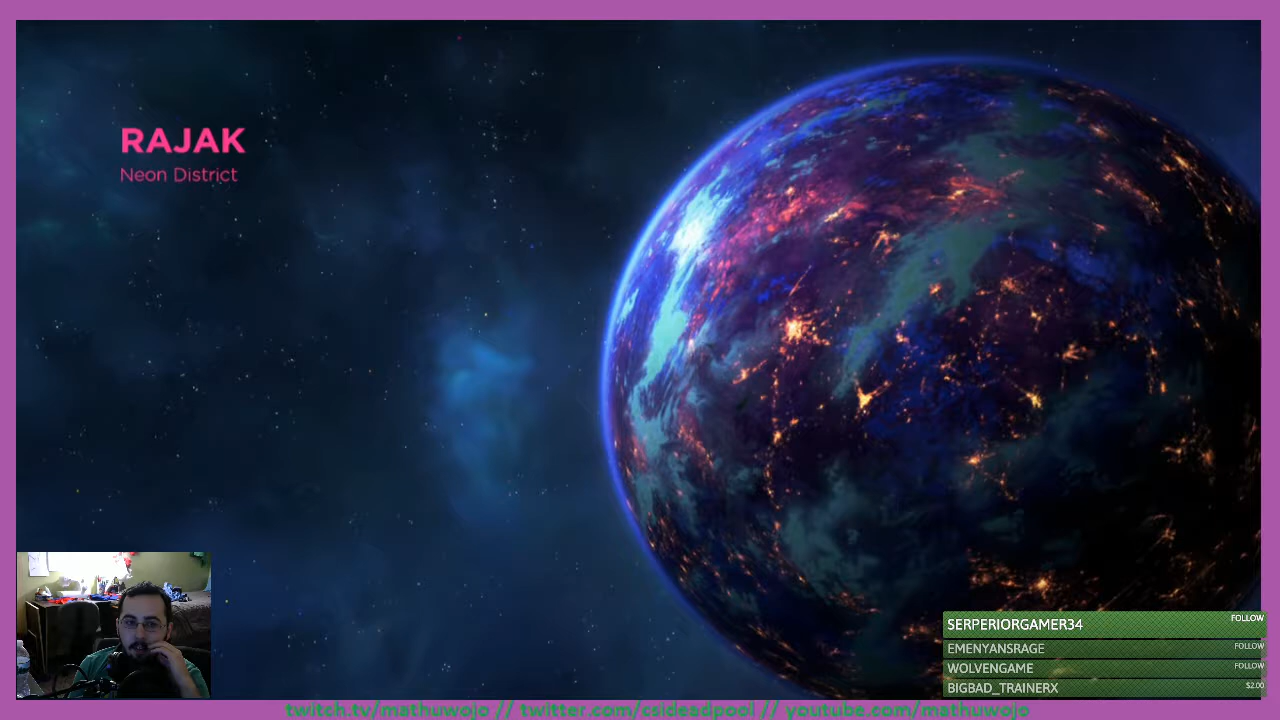 RAJAK
Neon District
SERPERIORGAMER34 FOLLOW
EMENYANSRAGE FOLLOW
WOLVENGAME FOLLOW
BIGBAD_TRAINERX $2.00
twitch.tv/mathuwojo // twitter.com/csideadpool // youtube.com/mathuwojo